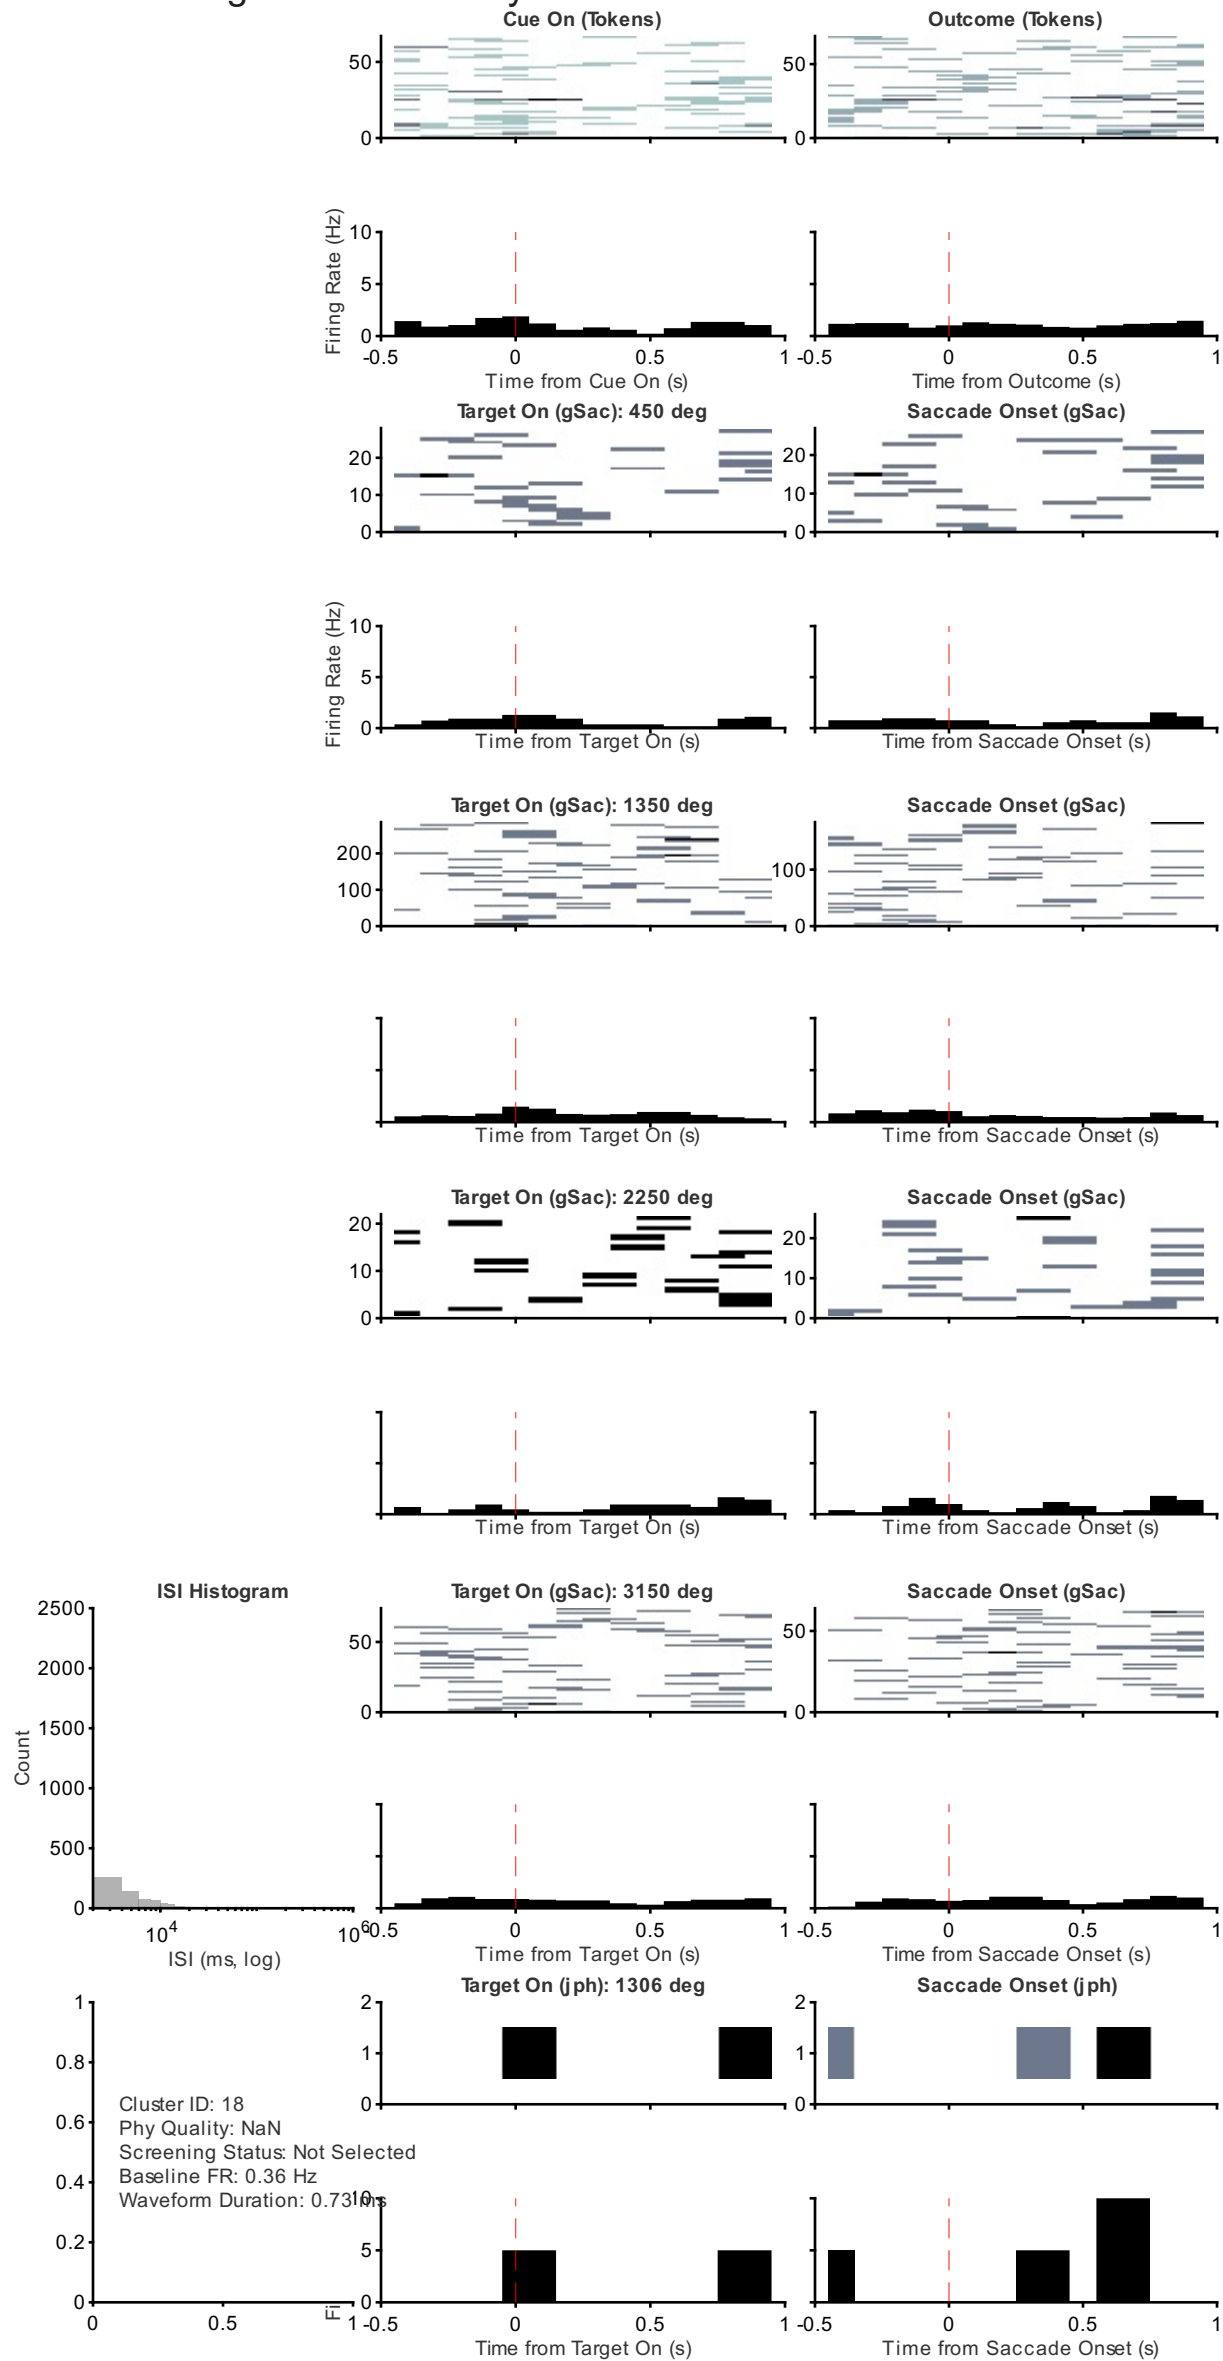 Cue On (Tokens)
Outcome (Tokens)
50
0
50
0
Firing Rate (Hz)
10
5
0
-0.5
0
0.5
1
-0.5
0
0.5
1
Time from Cue On (s)
Time from Outcome (s)
Target On (gSac): 450 deg
Saccade Onset (gSac)
20
10
0
20
10
0
Firing Rate (Hz)
10
5
0
Time from Target On (s)
Time from Saccade Onset (s)
Target On (gSac): 1350 deg
Saccade Onset (gSac)
200
100
0
100
0
Time from Target On (s)
Time from Saccade Onset (s)
Target On (gSac): 2250 deg
Saccade Onset (gSac)
20
10
0
20
10
0
Time from Target On (s)
Time from Saccade Onset (s)
ISI Histogram
Target On (gSac): 3150 deg
Saccade Onset (gSac)
2500
2000
1500
1000
500
0
Count
10^4
10^6
ISI (ms, log)
50
0
50
0
-0.5
0
0.5
1
-0.5
0
0.5
1
Time from Target On (s)
Time from Saccade Onset (s)
Target On (jph): 1306 deg
Saccade Onset (jph)
1
0.8
0.6
0.4
0.2
0
0
0.5
1
Cluster ID: 18
Phy Quality: NaN
Screening Status: Not Selected
Baseline FR: 0.36 Hz
Waveform Duration: 0.73 ms
2
1
0
2
1
0
10
5
0
Fi
-0.5
0
0.5
1
-0.5
0
0.5
1
Time from Target On (s)
Time from Saccade Onset (s)